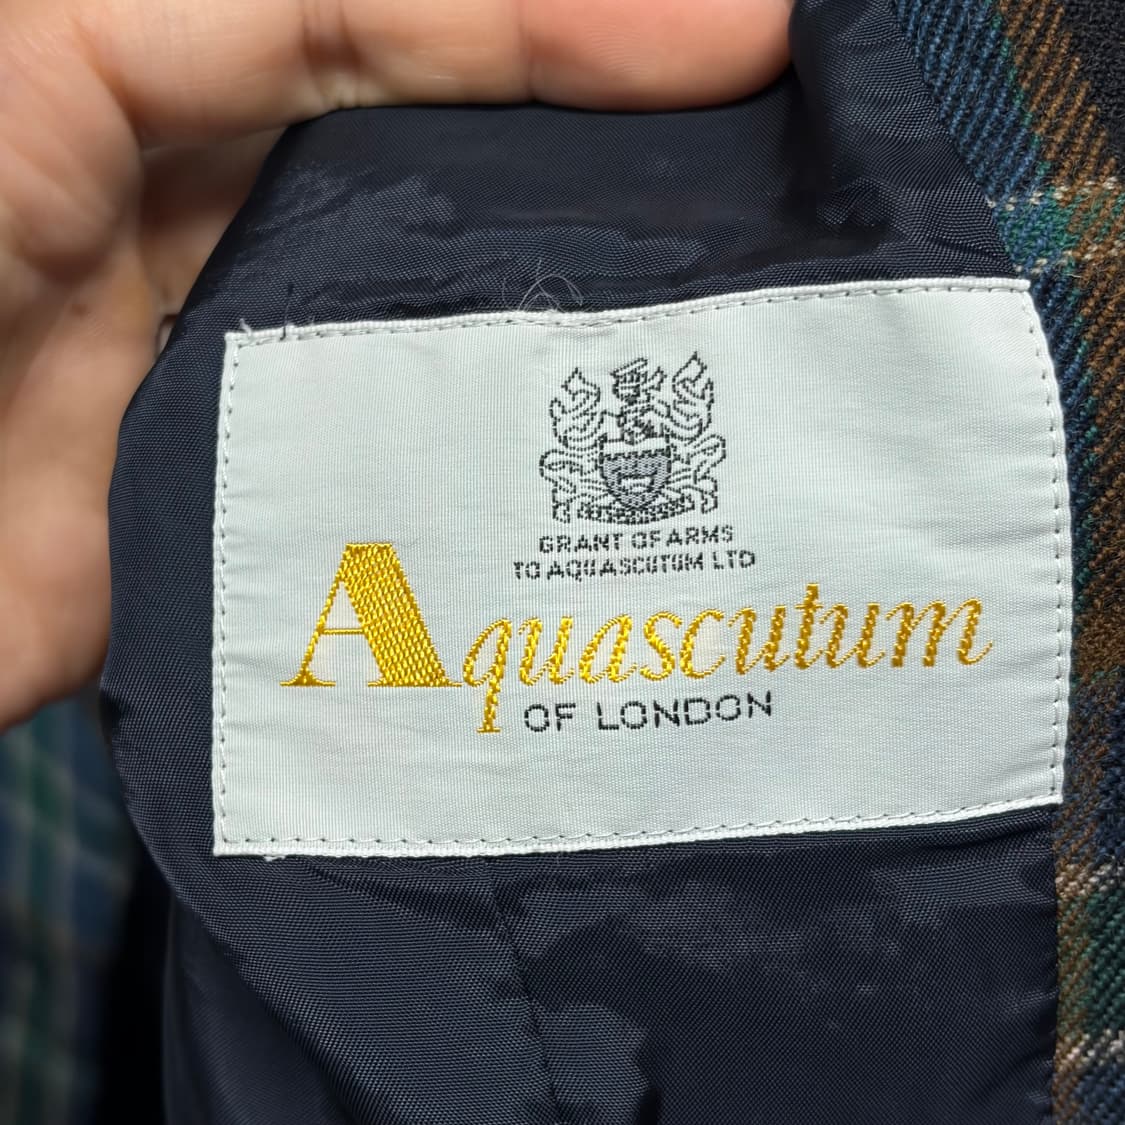 GRANT OF ARMS
TO AQUASCUTUM LTD
Aquascutum
OF LONDON